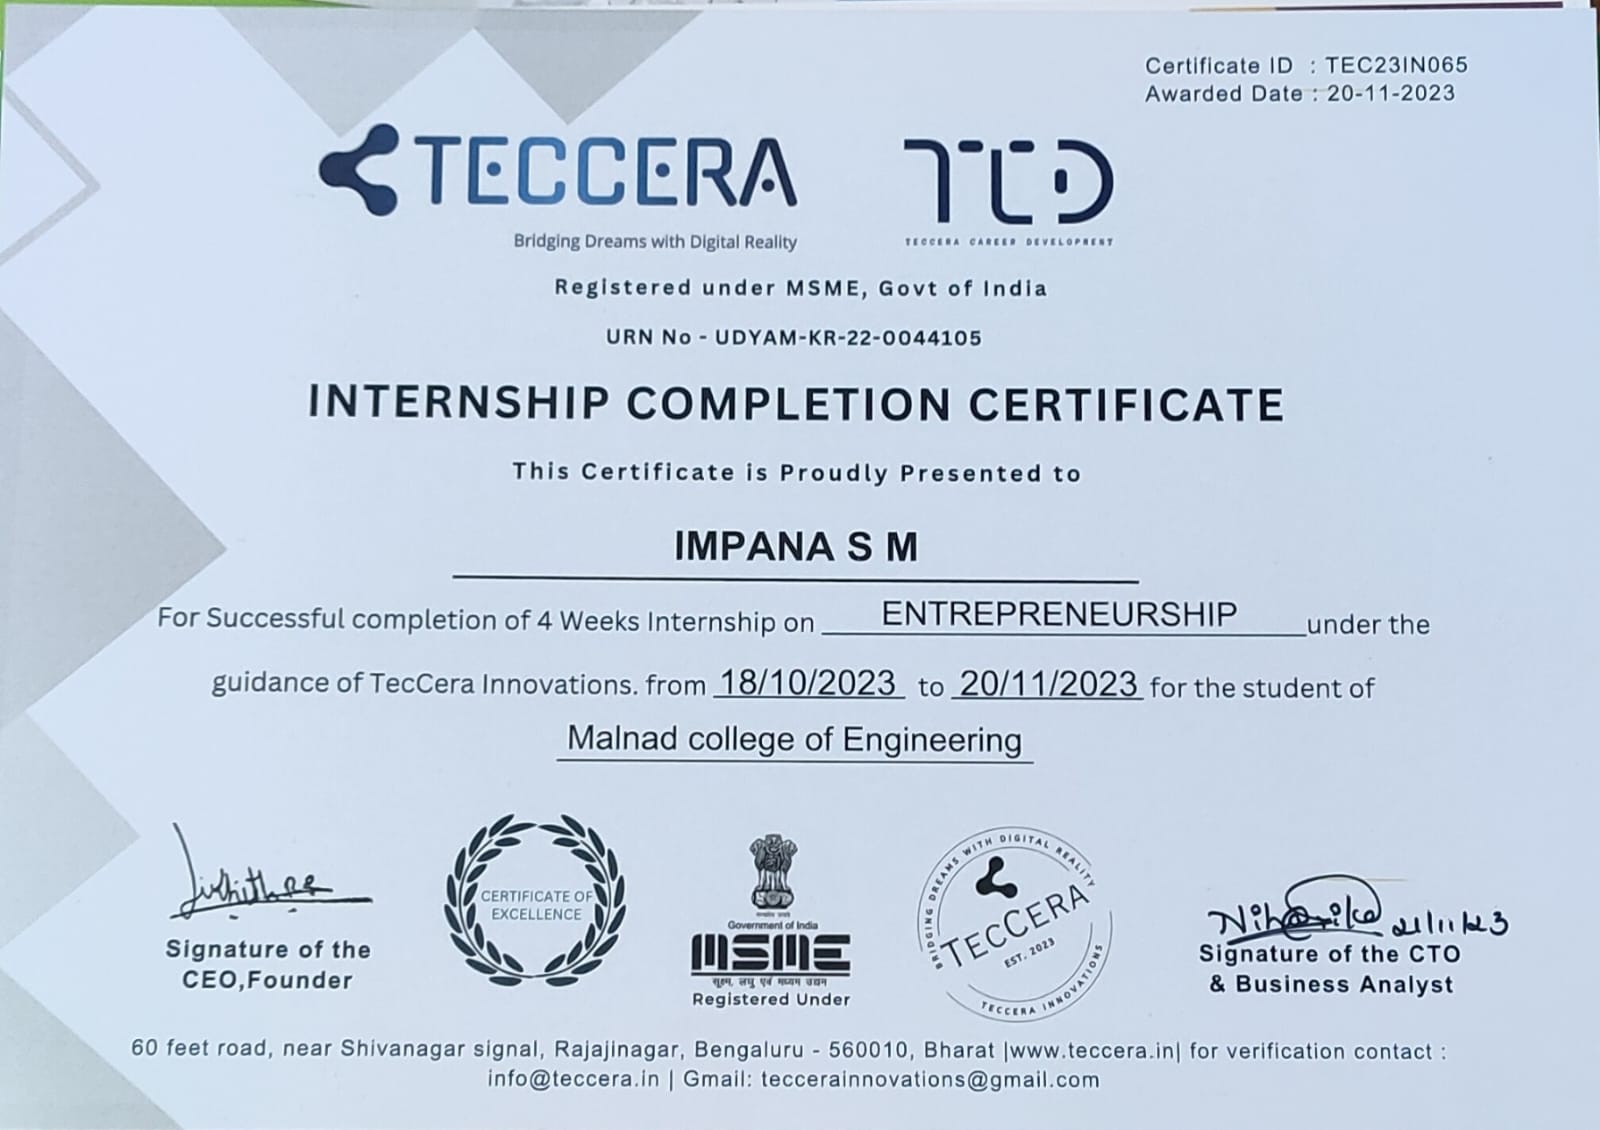 Certificate ID : TEC23IN065
Awarded Date : 20-11-2023
TECCERA
Bridging Dreams with Digital Reality
TCD
TECCERA CAREER DEVELOPMENT
Registered under MSME, Govt of India
URN No - UDYAM-KR-22-0044105
INTERNSHIP COMPLETION CERTIFICATE
This Certificate is Proudly Presented to
IMPANA S M
For Successful completion of 4 Weeks Internship on ENTREPRENEURSHIP under the
guidance of TecCera Innovations. from 18/10/2023 to 20/11/2023 for the student of
Malnad college of Engineering
Signature of the
CEO,Founder
CERTIFICATE OF
EXCELLENCE
Government of India
MSME
सूक्ष्म, लघु एवं मध्यम उद्यम
Registered Under
BRIDGING DREAMS WITH DIGITAL REALITY
TECCERA
EST. 2023
TECCERA INNOVATIONS
Niharika 21/11/23
Signature of the CTO
& Business Analyst
60 feet road, near Shivanagar signal, Rajajinagar, Bengaluru - 560010, Bharat |www.teccera.in| for verification contact :
info@teccera.in | Gmail: teccerainnovations@gmail.com